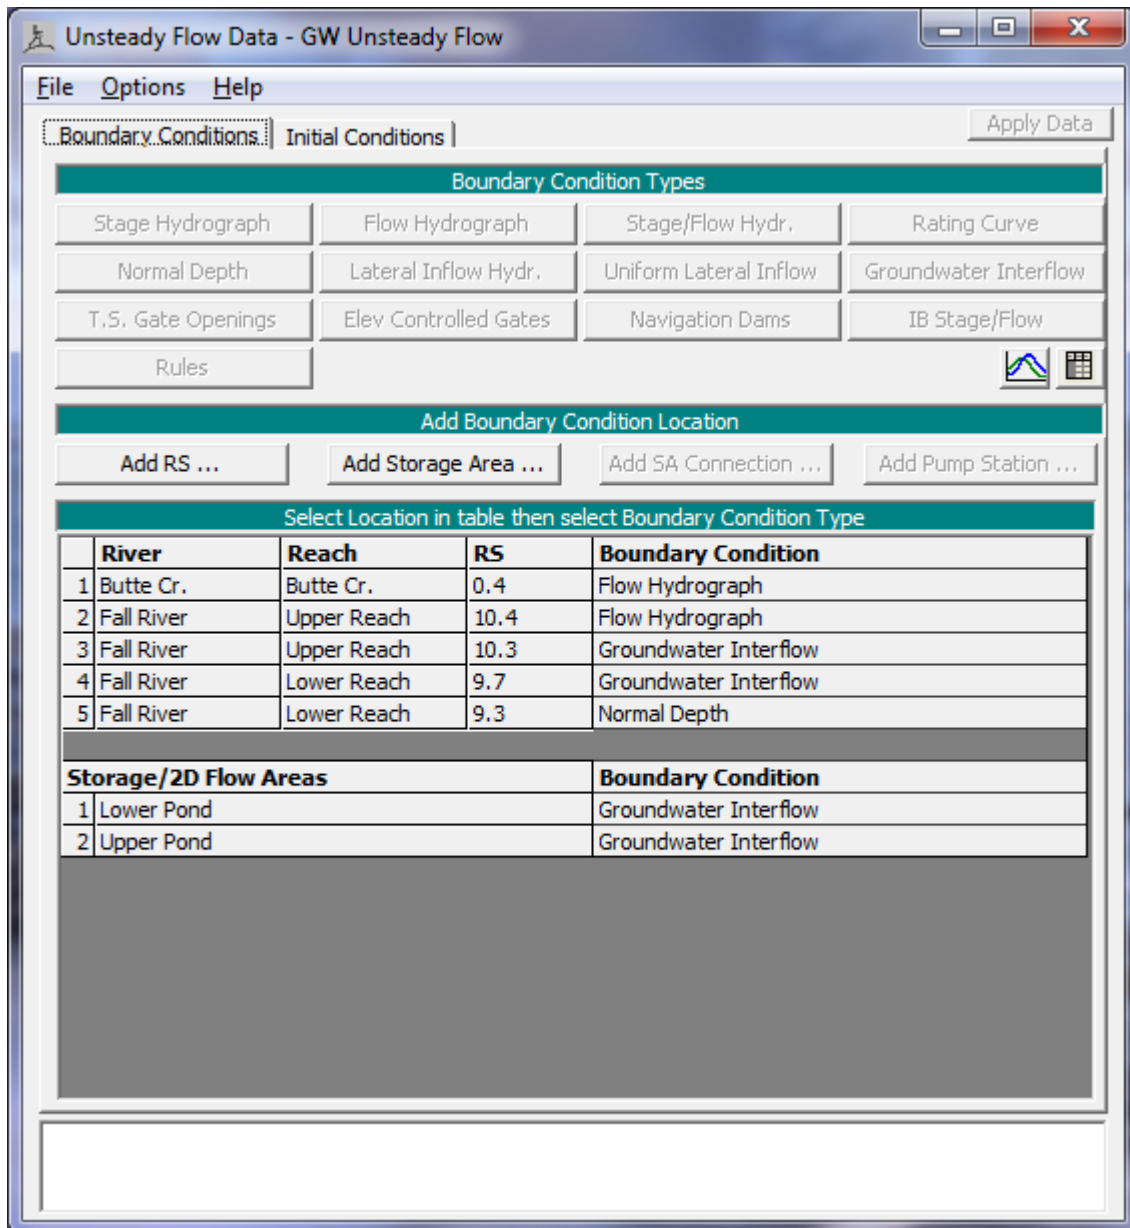 Unsteady Flow Data - GW Unsteady Flow
File Options Help
Boundary Conditions Initial Conditions Apply Data
Boundary Condition Types
Stage Hydrograph Flow Hydrograph Stage/Flow Hydr. Rating Curve
Normal Depth Lateral Inflow Hydr. Uniform Lateral Inflow Groundwater Interflow
T.S. Gate Openings Elev Controlled Gates Navigation Dams IB Stage/Flow
Rules
Add Boundary Condition Location
Add RS ... Add Storage Area ... Add SA Connection ... Add Pump Station ...
Select Location in table then select Boundary Condition Type
River Reach RS Boundary Condition
1 Butte Cr. Butte Cr. 0.4 Flow Hydrograph
2 Fall River Upper Reach 10.4 Flow Hydrograph
3 Fall River Upper Reach 10.3 Groundwater Interflow
4 Fall River Lower Reach 9.7 Groundwater Interflow
5 Fall River Lower Reach 9.3 Normal Depth
Storage/2D Flow Areas Boundary Condition
1 Lower Pond Groundwater Interflow
2 Upper Pond Groundwater Interflow